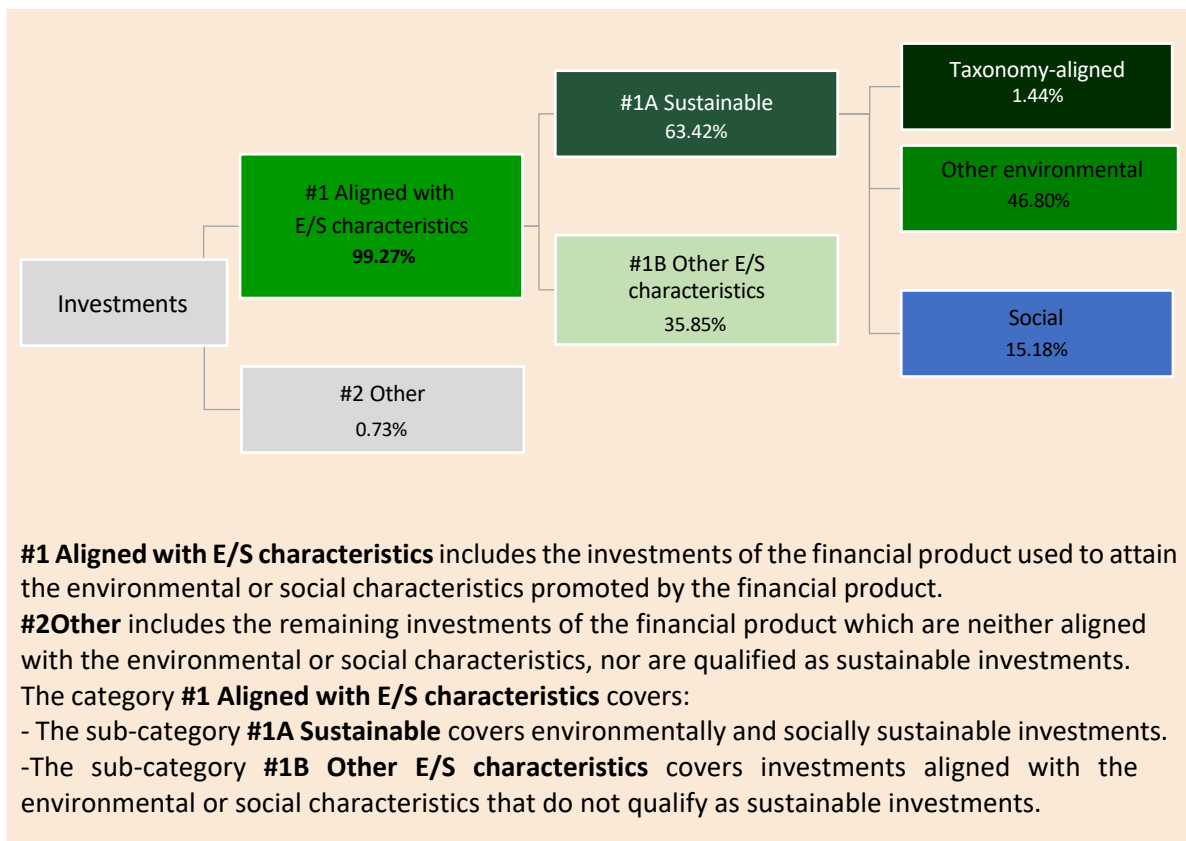 Taxonomy-aligned
1.44%
#1A Sustainable
63.42%
Other environmental
46.80%
#1 Aligned with
E/S characteristics
99.27%
#1B Other E/S
characteristics
35.85%
Investments
Social
15.18%
#2 Other
0.73%
#1 Aligned with E/S characteristics includes the investments of the financial product used to attain
the environmental or social characteristics promoted by the financial product.
#2Other includes the remaining investments of the financial product which are neither aligned
with the environmental or social characteristics, nor are qualified as sustainable investments.
The category #1 Aligned with E/S characteristics covers:
- The sub-category #1A Sustainable covers environmentally and socially sustainable investments.
-The sub-category #1B Other E/S characteristics covers investments aligned with the
environmental or social characteristics that do not qualify as sustainable investments.